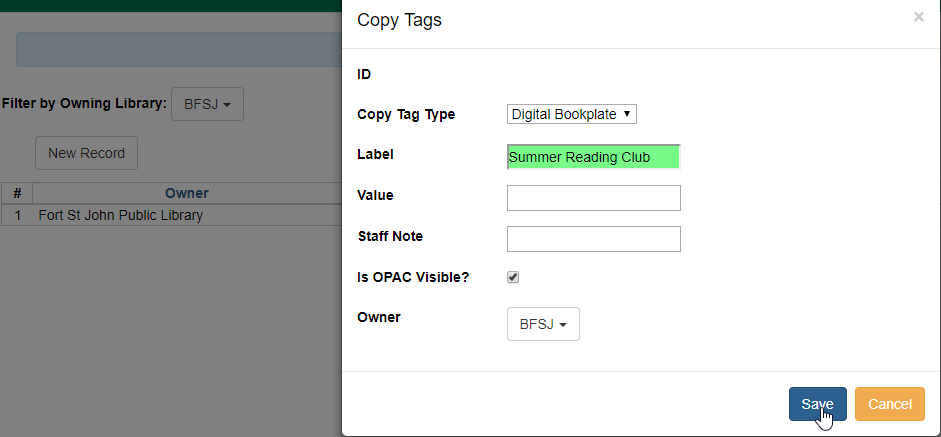 Copy Tags
×
Filter by Owning Library: BFSJ
New Record
# Owner
1 Fort St John Public Library
ID
Copy Tag Type Digital Bookplate
Label Summer Reading Club
Value
Staff Note
Is OPAC Visible?
Owner BFSJ
Save Cancel